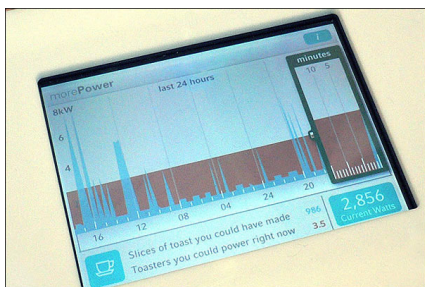 morePower
last 24 hours
i
minutes
10 5
8kW
6
4
16 12 08 04 24 20
Slices of toast you could have made 986
Toasters you could power right now 3.5
2,856
Current Watts